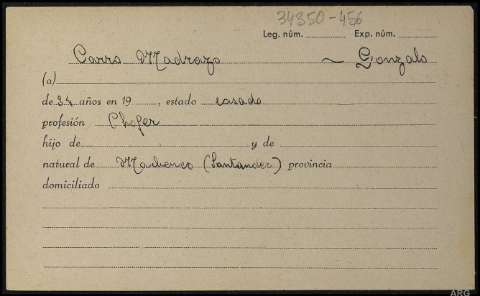 34350-456
Leg. núm. Exp. núm.
Carro Madrazo ~ Gonzalo
(a)
de 34 años en 19 , estado casado
profesión Chofer
hijo de y de
natural de (Santander) provincia
domiciliado
ARG